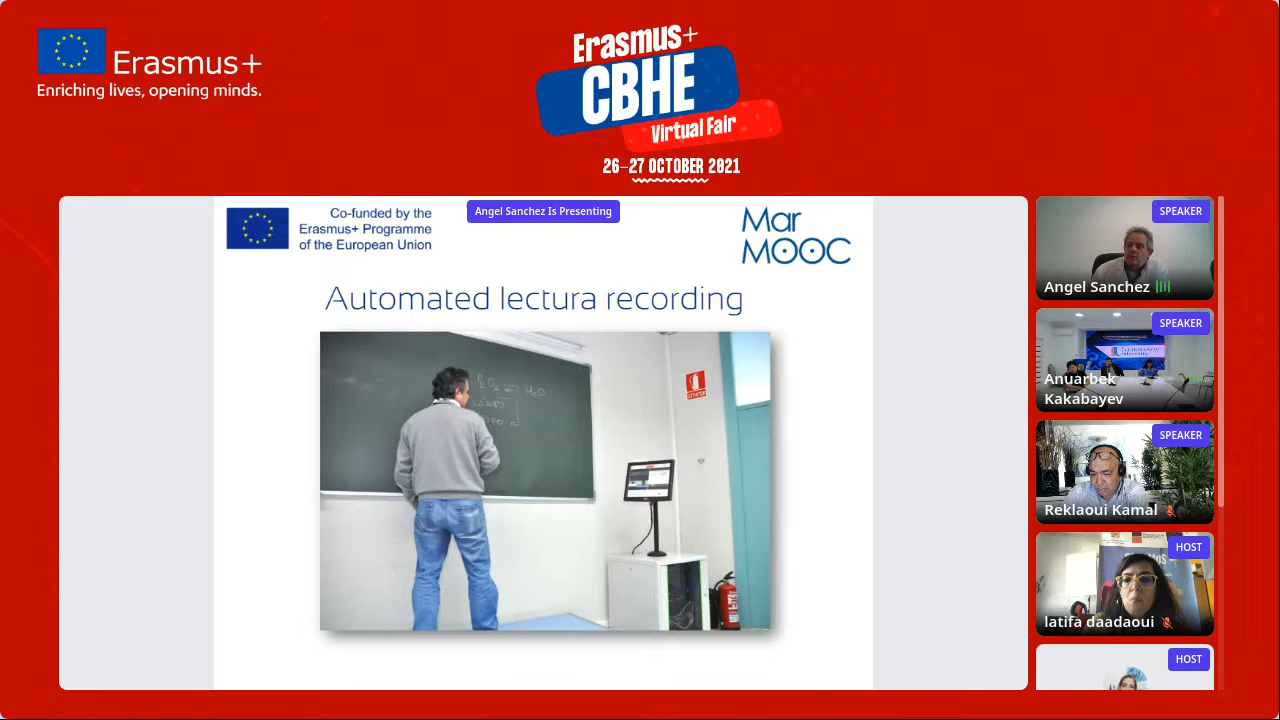 Erasmus+
Enriching lives, opening minds.
Erasmus+
CBHE
Virtual Fair
26–27 OCTOBER 2021
Co-funded by the
Erasmus+ Programme
of the European Union
Angel Sanchez Is Presenting
Mar
MOOC
Automated lectura recording
EXTINTOR
SPEAKER
Angel Sanchez
SPEAKER
Anuarbek
Kakabayev
SPEAKER
Reklaoui Kamal
HOST
latifa daadaoui
HOST